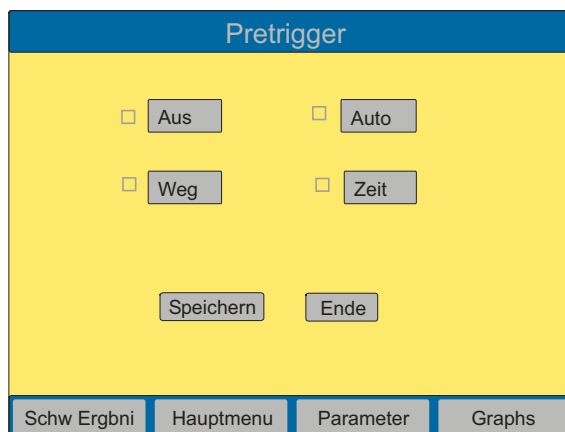 Pretrigger
Aus Auto
Weg Zeit
Speichern Ende
Schw Ergbni Hauptmenu Parameter Graphs